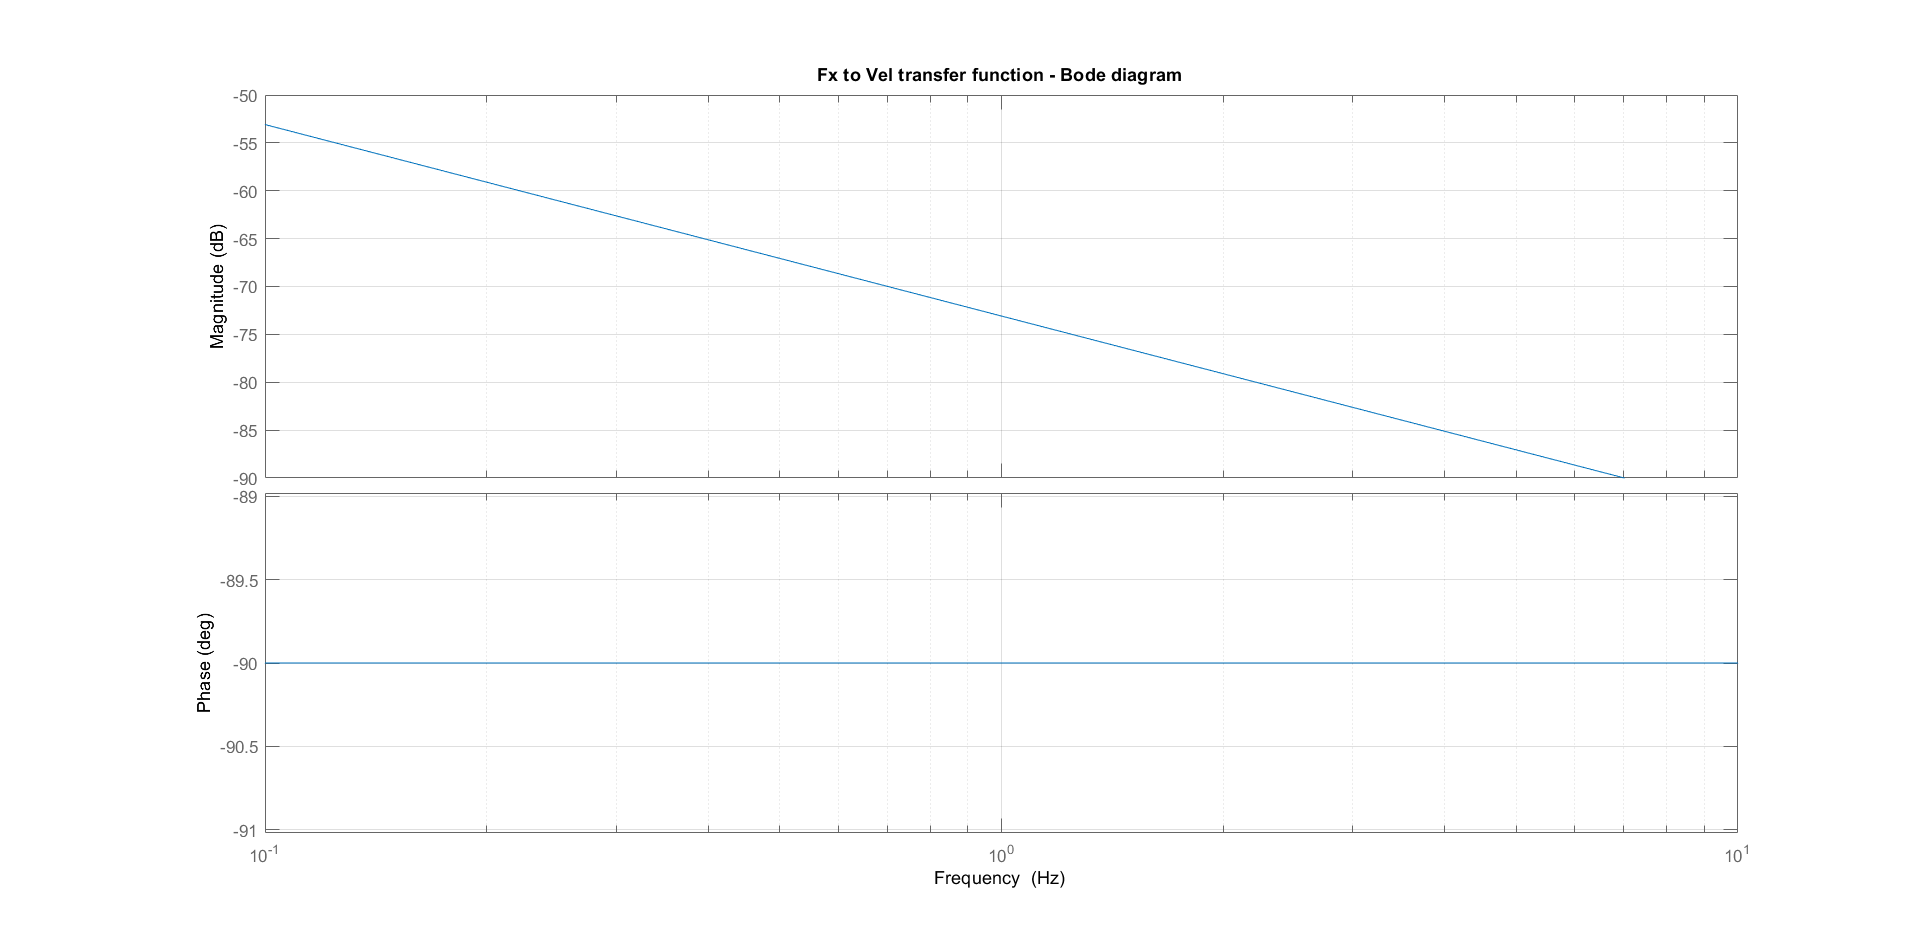 Fx to Vel transfer function - Bode diagram
Magnitude (dB)
-50
-55
-60
-65
-70
-75
-80
-85
-90
Phase (deg)
-89
-89.5
-90
-90.5
-91
10^-1 10^0 10^1
Frequency (Hz)